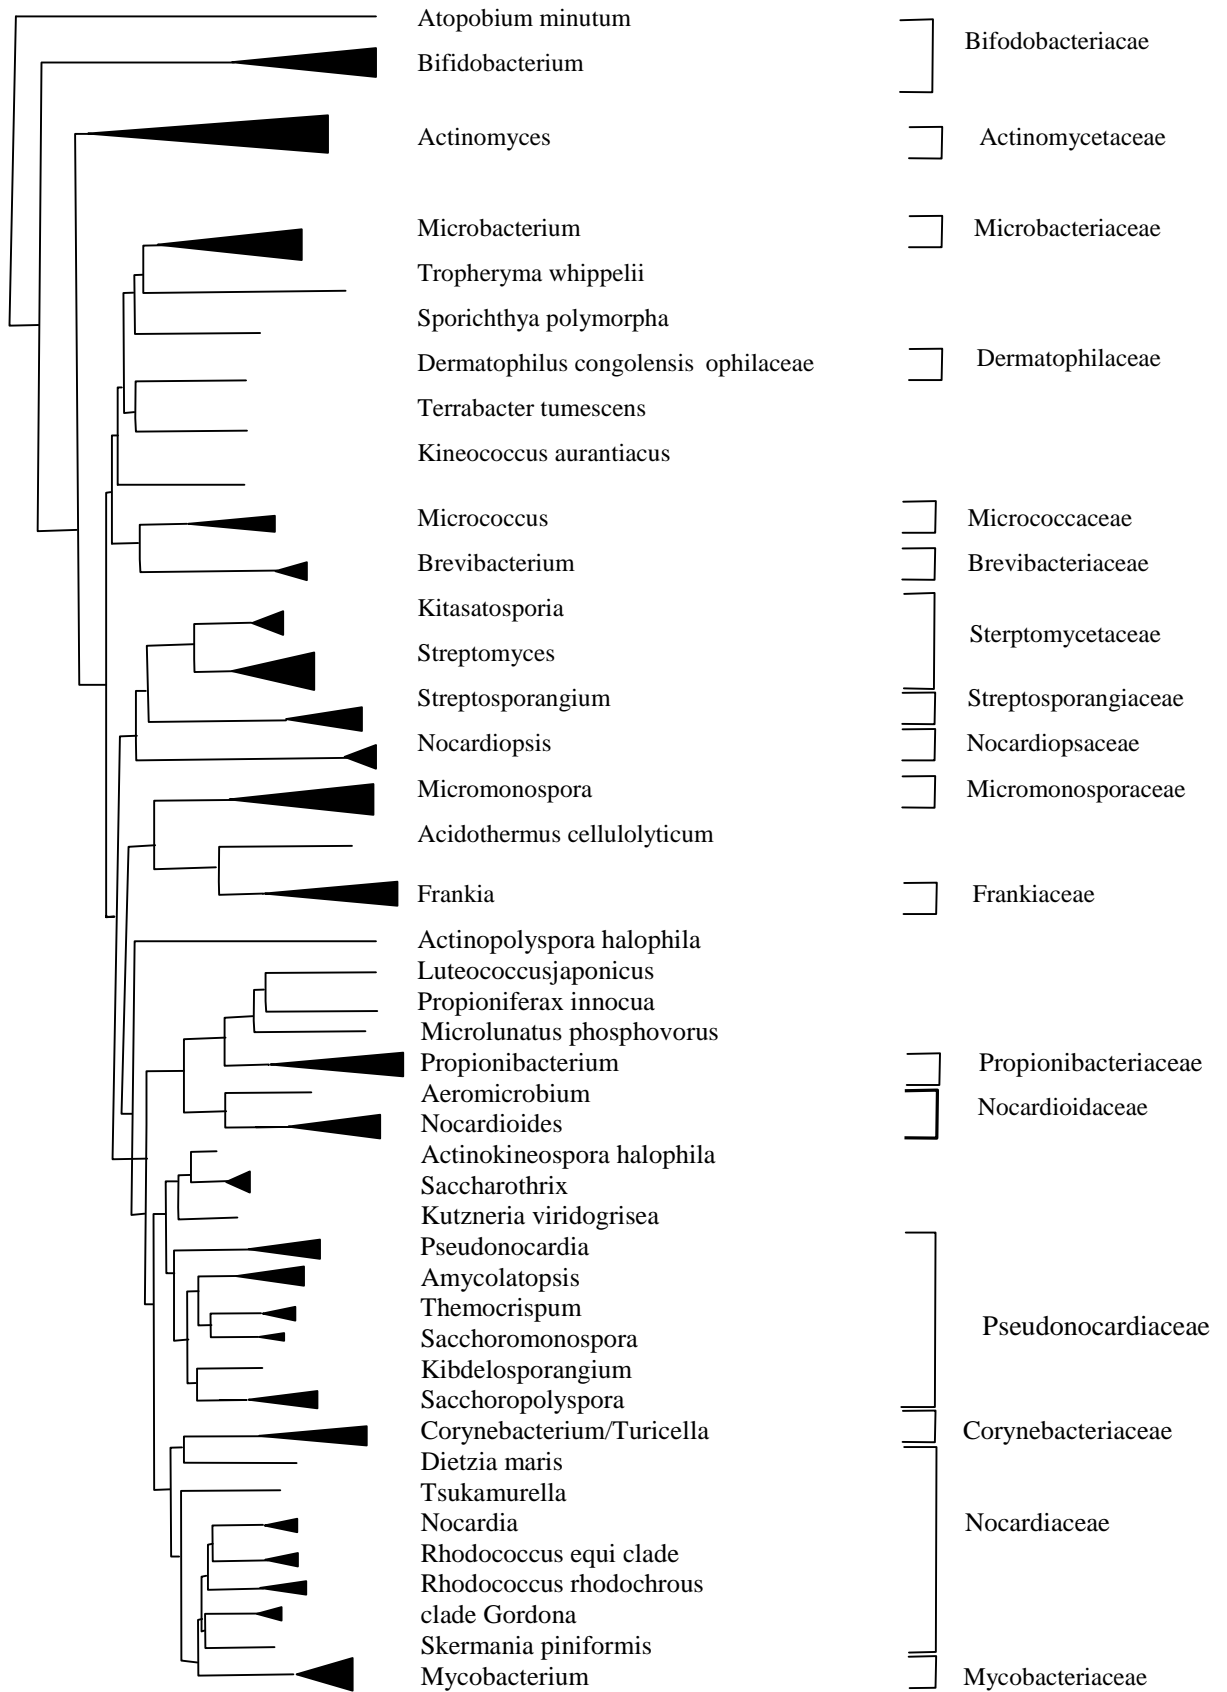 Atopobium minutum
Bifodobacteriacae
Bifidobacterium
Actinomyces
Actinomycetaceae
Microbacterium
Microbacteriaceae
Tropheryma whippelii
Sporichthya polymorpha
Dermatophilus congolensis ophilaceae
Dermatophilaceae
Terrabacter tumescens
Kineococcus aurantiacus
Micrococcus
Micrococcaceae
Brevibacterium
Brevibacteriaceae
Kitasatosporia
Sterptomycetaceae
Streptomyces
Streptosporangium
Streptosporangiaceae
Nocardiopsis
Nocardiopsaceae
Micromonospora
Micromonosporaceae
Acidothermus cellulolyticum
Frankia
Frankiaceae
Actinopolyspora halophila
Luteococcusjaponicus
Propioniferax innocua
Microlunatus phosphovorus
Propionibacterium
Propionibacteriaceae
Aeromicrobium
Nocardioidaceae
Nocardioides
Actinokineospora halophila
Saccharothrix
Kutzneria viridogrisea
Pseudonocardia
Amycolatopsis
Themocrispum
Pseudonocardiaceae
Sacchoromonospora
Kibdelosporangium
Sacchoropolyspora
Corynebacterium/Turicella
Corynebacteriaceae
Dietzia maris
Tsukamurella
Nocardia
Nocardiaceae
Rhodococcus equi clade
Rhodococcus rhodochrous
clade Gordona
Skermania piniformis
Mycobacterium
Mycobacteriaceae